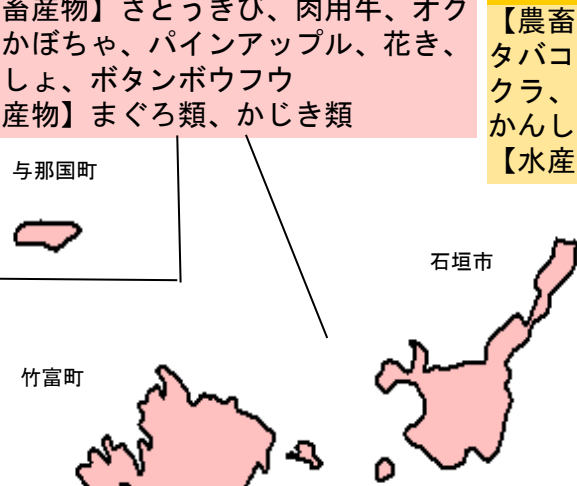 畜産物】さとうきび、肉用牛、オク
かぼちゃ、パインアップル、花き、
しょ、ボタンボウフウ
産物】まぐろ類、かじき類
【農畜
タバコ
クラ、
かんし
【水産
与那国町
石垣市
竹富町